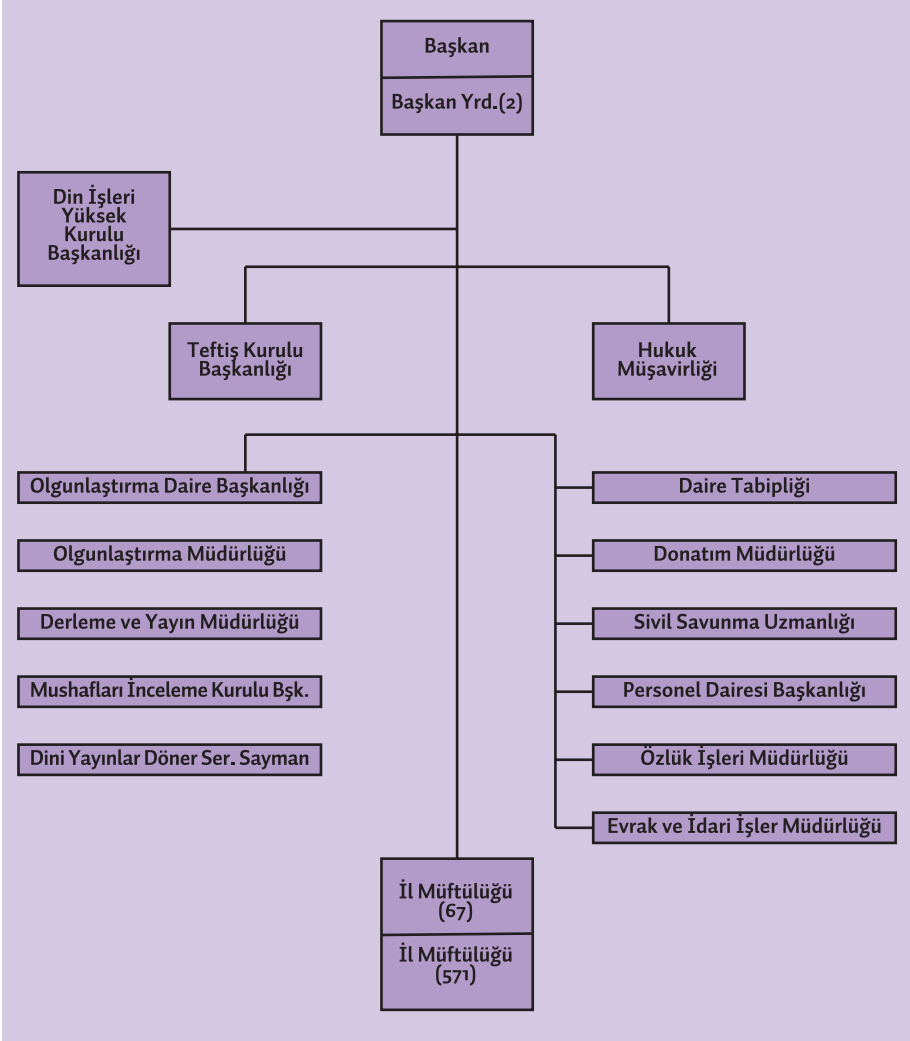 Başkan
Başkan Yrd.(2)
Din İşleri
Yüksek
Kurulu
Başkanlığı
Teftiş Kurulu
Başkanlığı
Hukuk
Müşavirliği
Olgunlaştırma Daire Başkanlığı
Olgunlaştırma Müdürlüğü
Derleme ve Yayın Müdürlüğü
Mushafları İnceleme Kurulu Bşk.
Dini Yayınlar Döner Ser. Sayman
Daire Tabipliği
Donatım Müdürlüğü
Sivil Savunma Uzmanlığı
Personel Dairesi Başkanlığı
Özlük İşleri Müdürlüğü
Evrak ve İdari İşler Müdürlüğü
İl Müftülüğü
(67)
İl Müftülüğü
(571)